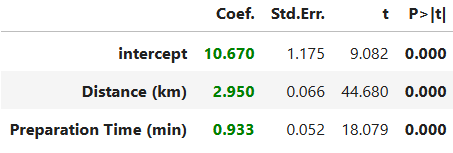 Coef. Std.Err. t P>|t|
intercept 10.670 1.175 9.082 0.000
Distance (km) 2.950 0.066 44.680 0.000
Preparation Time (min) 0.933 0.052 18.079 0.000